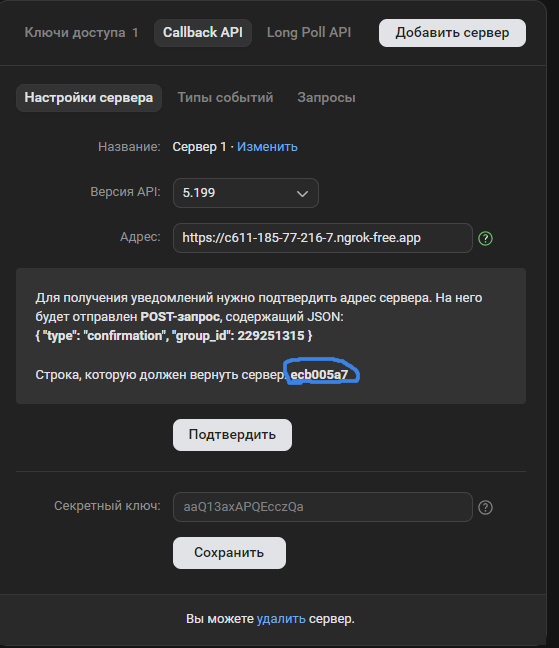 Ключи доступа 1 Callback API Long Poll API Добавить сервер
Настройки сервера Типы событий Запросы
Название: Сервер 1 · Изменить
Версия API: 5.199
Адрес: https://c611-185-77-216-7.ngrok-free.app ?
Для получения уведомлений нужно подтвердить адрес сервера. На него
будет отправлен POST-запрос, содержащий JSON:
{ "type": "confirmation", "group_id": 229251315 }
Строка, которую должен вернуть сервер: ecb005a7
Подтвердить
Секретный ключ: aaQ13axAPQEcczQa ?
Сохранить
Вы можете удалить сервер.